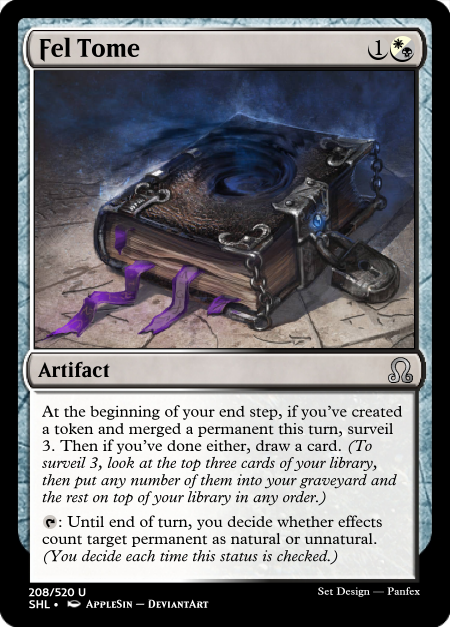 Fel Tome 1
Artifact
At the beginning of your end step, if you've created
a token and merged a permanent this turn, surveil
3. Then if you've done either, draw a card. (To
surveil 3, look at the top three cards of your library,
then put any number of them into your graveyard and
the rest on top of your library in any order.)
: Until end of turn, you decide whether effects
count target permanent as natural or unnatural.
(You decide each time this status is checked.)
208/520 U
Set Design — Panfex
SHL • AppleSin — DeviantArt